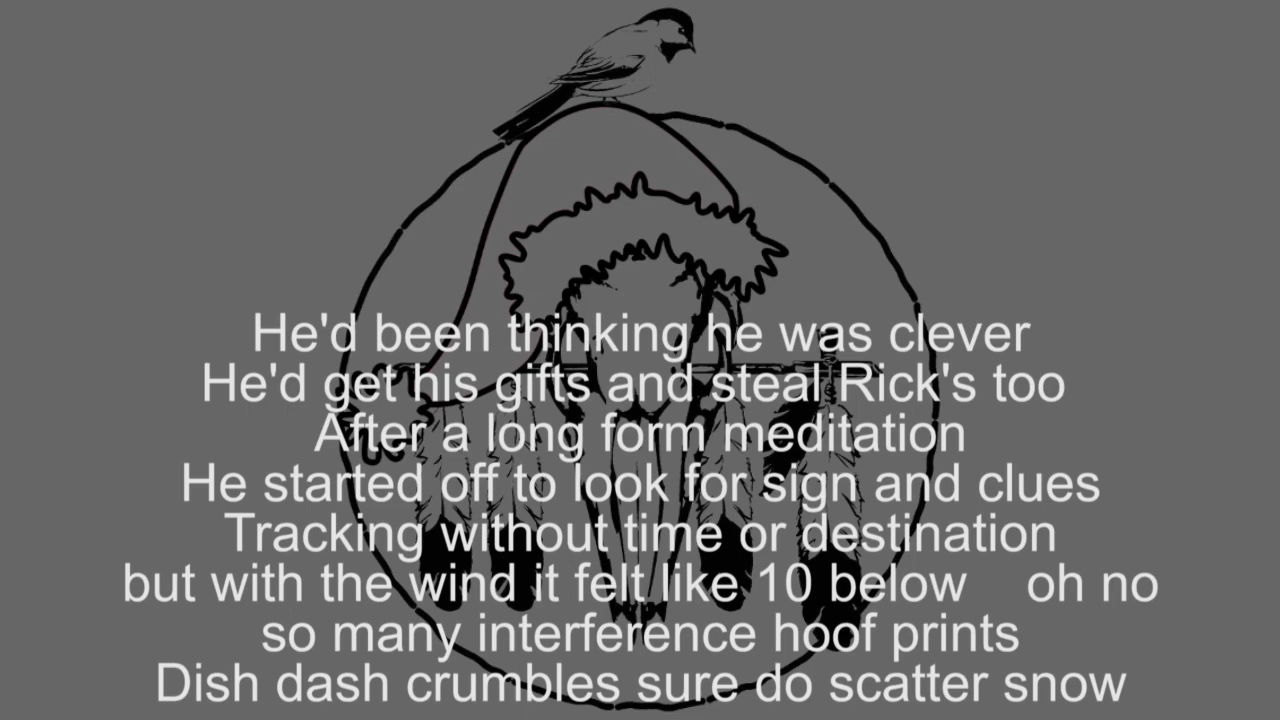 He'd been thinking he was clever
He'd get his gifts and steal Rick's too
After a long form meditation
He started off to look for sign and clues
Tracking without time or destination
but with the wind it felt like 10 below oh no
so many interference hoof prints
Dish dash crumbles sure do scatter snow